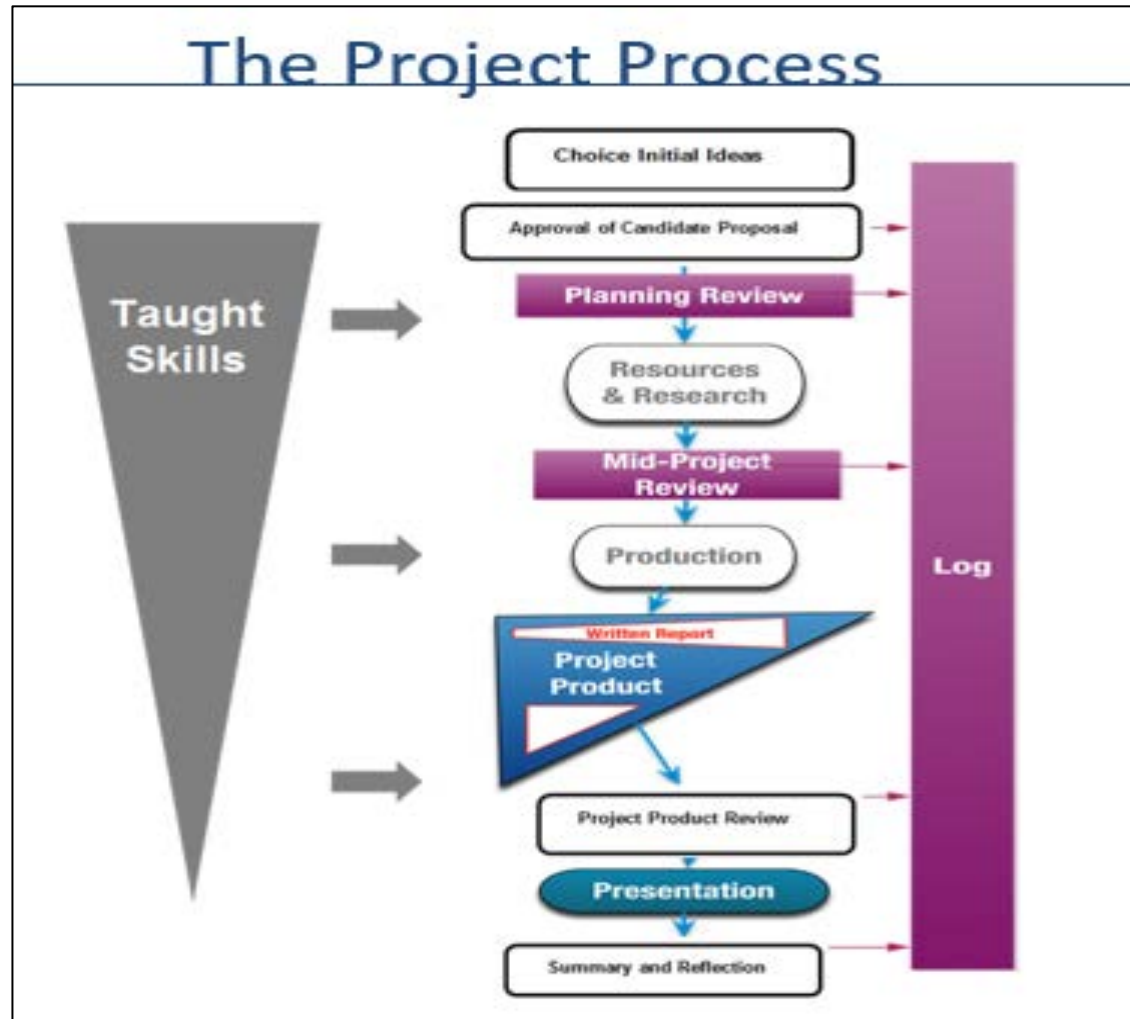 The Project Process
Choice Initial Ideas
Approval of Candidate Proposal
Taught
Skills
Planning Review
Resources
& Research
Mid-Project
Review
Production
Log
Written Report
Project
Product
Project Product Review
Presentation
Summary and Reflection